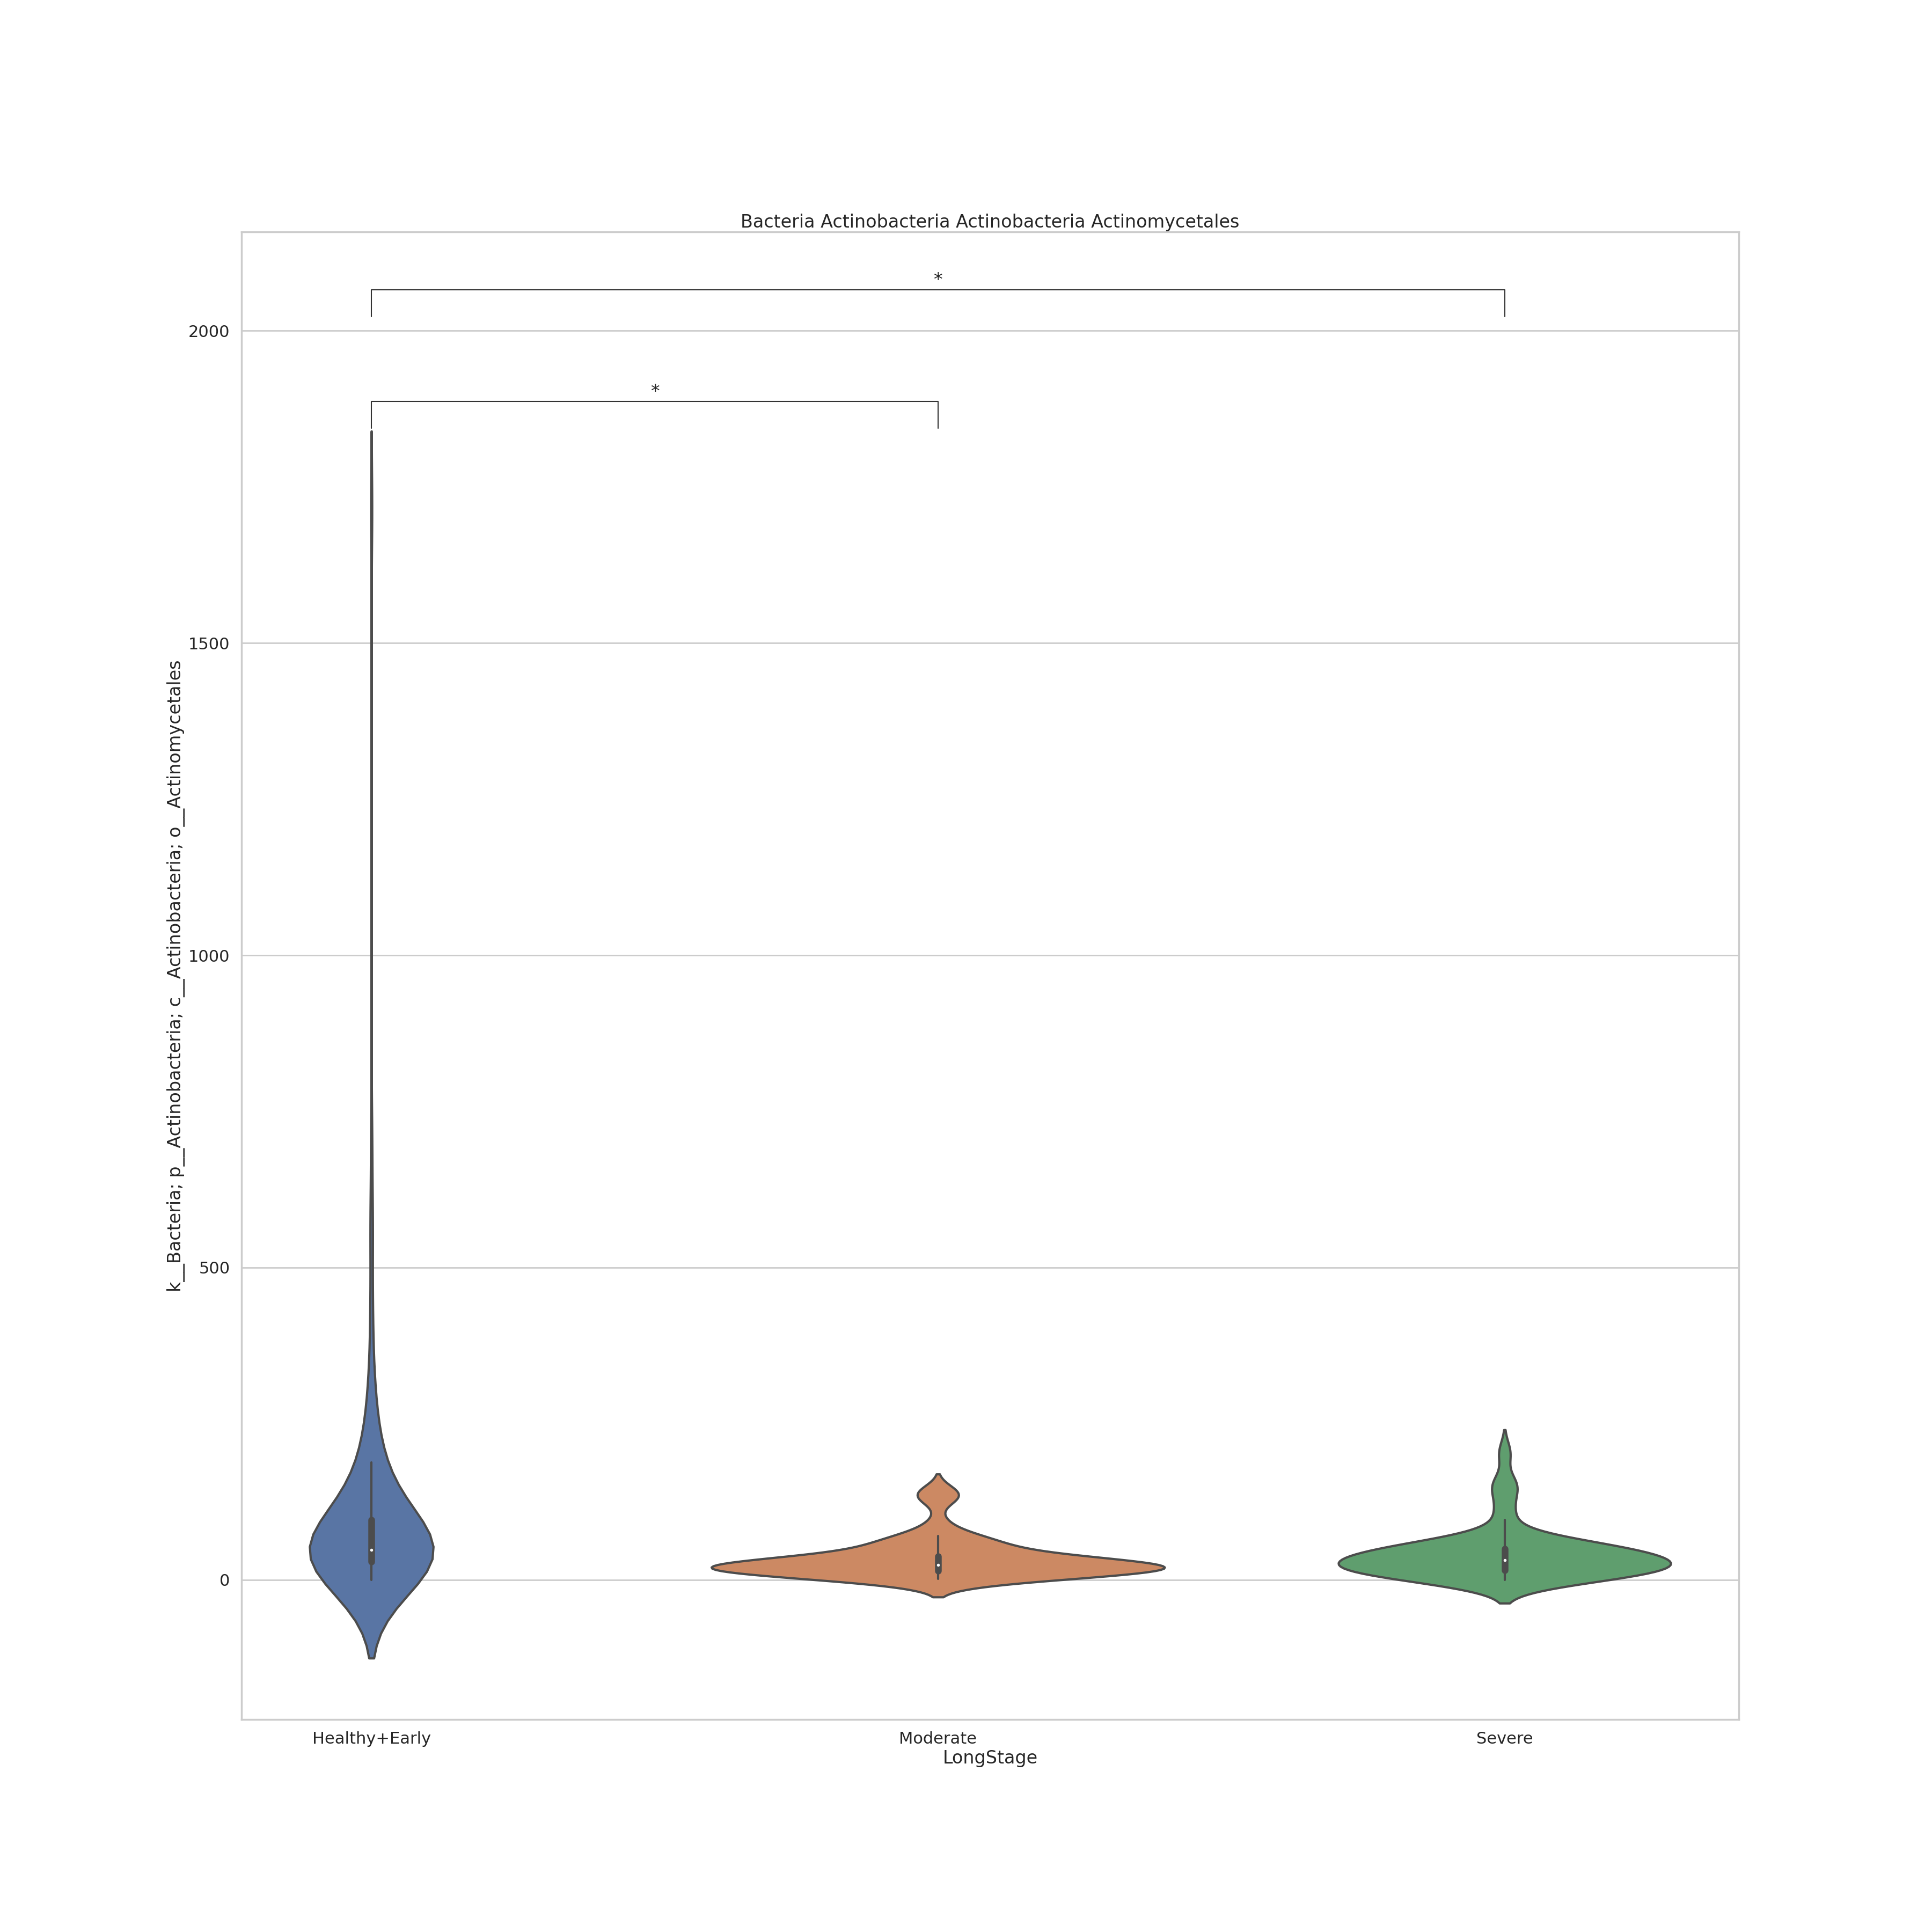 Bacteria Actinobacteria Actinobacteria Actinomycetales
*
2000
*
1500
k__Bacteria; p__Actinobacteria; c__Actinobacteria; o__Actinomycetales
1000
500
0
Healthy+Early Moderate Severe
LongStage